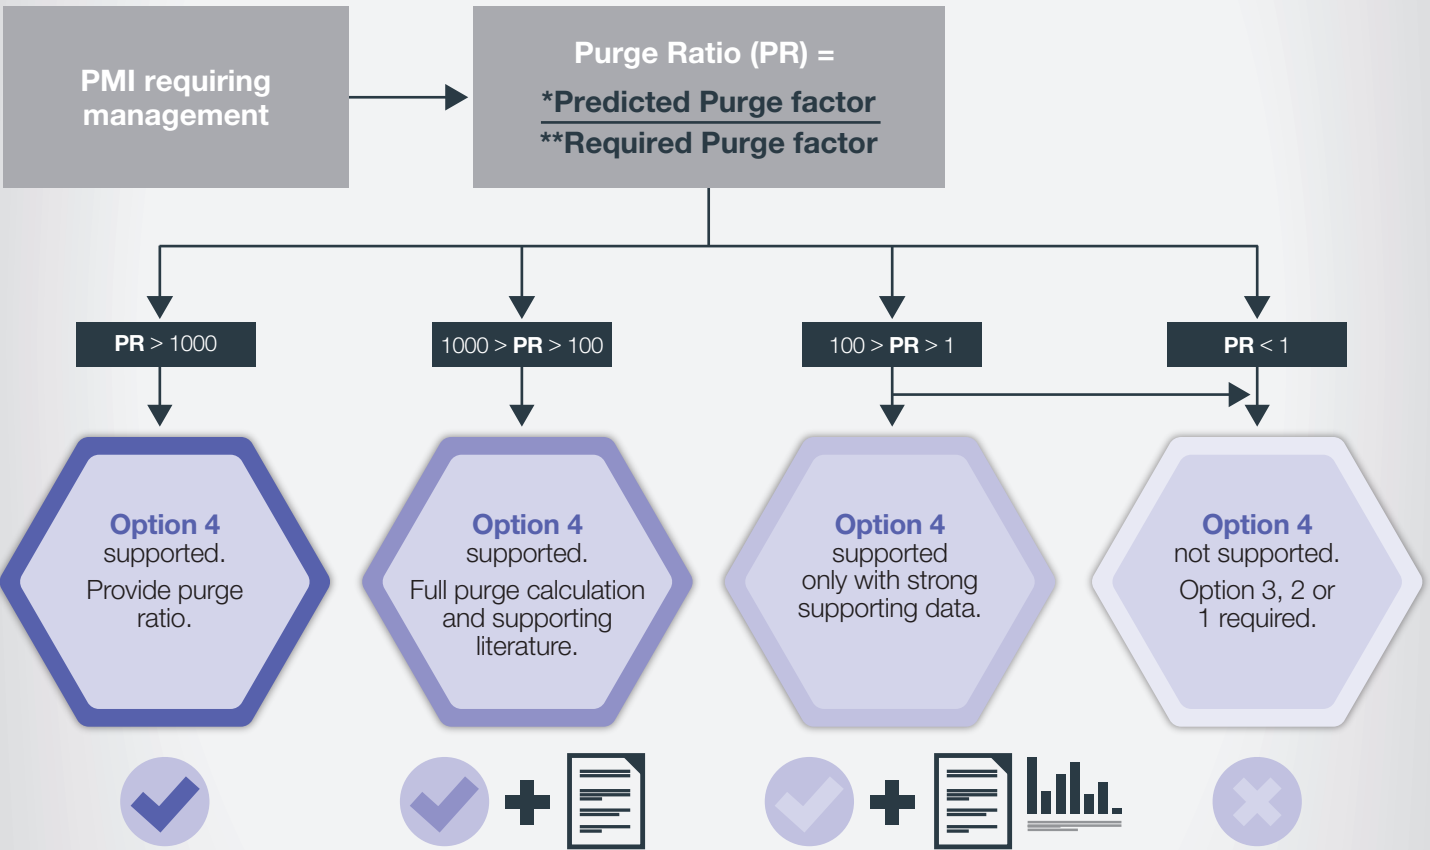 PMI requiring
management
Purge Ratio (PR) =
*Predicted Purge factor
**Required Purge factor
PR > 1000
1000 > PR > 100
100 > PR > 1
PR < 1
Option 4
supported.
Provide purge
ratio.
Option 4
supported.
Full purge calculation
and supporting
literature.
Option 4
supported
only with strong
supporting data.
Option 4
not supported.
Option 3, 2 or
1 required.